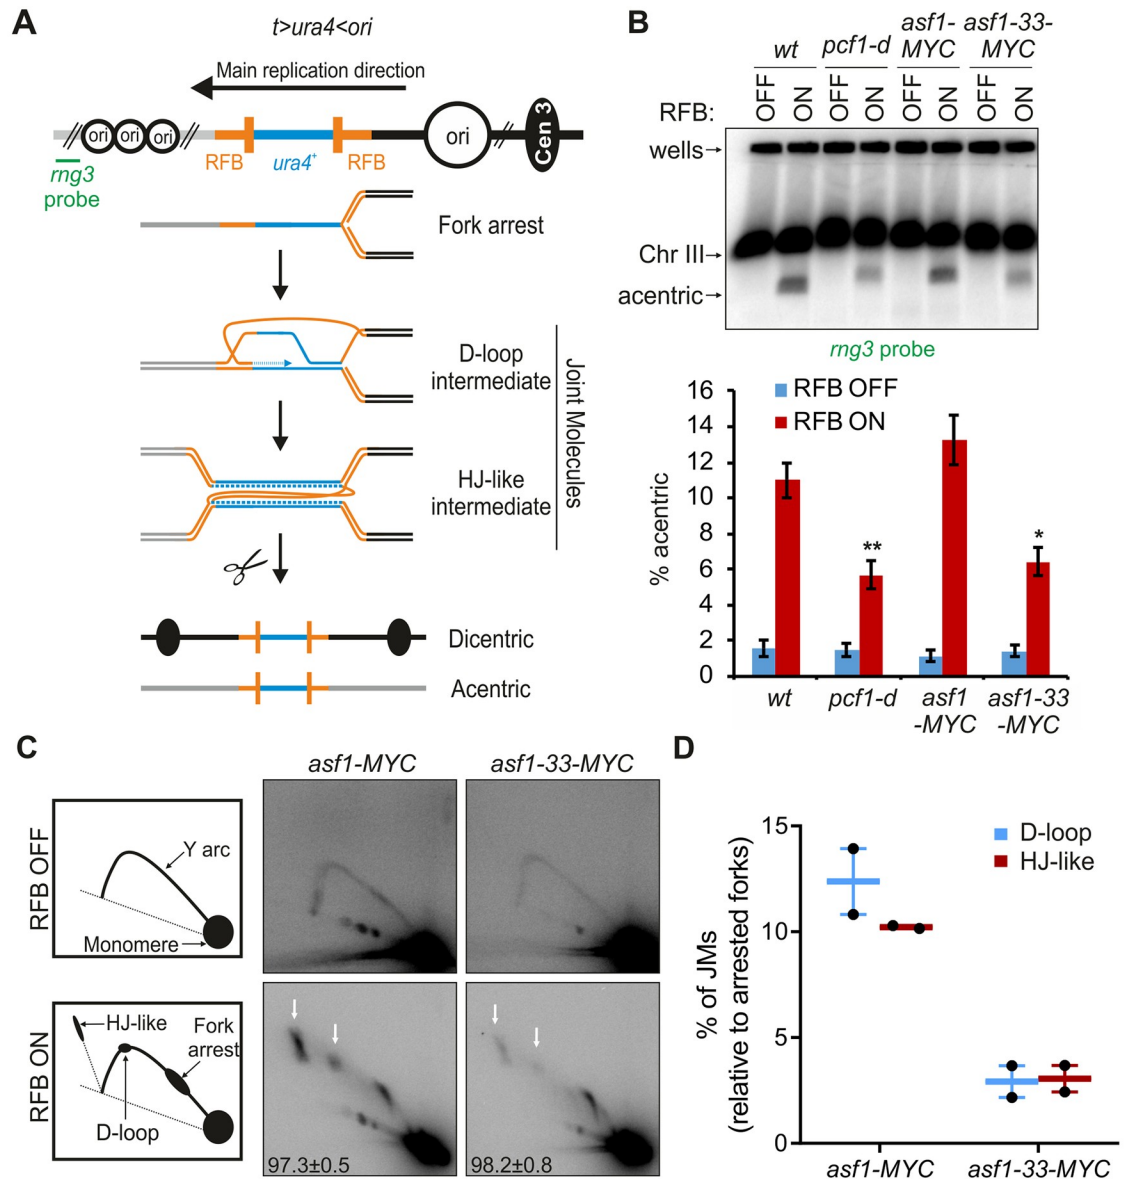 A
t>ura4<ori
Main replication direction
ori
ori
ori
ori
Cen 3
RFB
ura4+
RFB
rng3
probe
Fork arrest
D-loop
intermediate
HJ-like
intermediate
Joint Molecules
Dicentric
Acentric
B
wt
pcf1-d
asf1-
MYC
asf1-33-
MYC
RFB:
OFF
ON
OFF
ON
OFF
ON
OFF
ON
wells
Chr III
acentric
rng3 probe
RFB OFF
RFB ON
% acentric
16
14
12
10
8
6
4
2
0
**
*
wt
pcf1-d
asf1
-MYC
asf1-33
-MYC
C
asf1-MYC
asf1-33-MYC
RFB OFF
Y arc
Monomere
RFB ON
HJ-like
Fork
arrest
D-loop
97.3±0.5
98.2±0.8
D
% of JMs
(relative to arrested forks)
15
10
5
0
D-loop
HJ-like
asf1-MYC
asf1-33-MYC